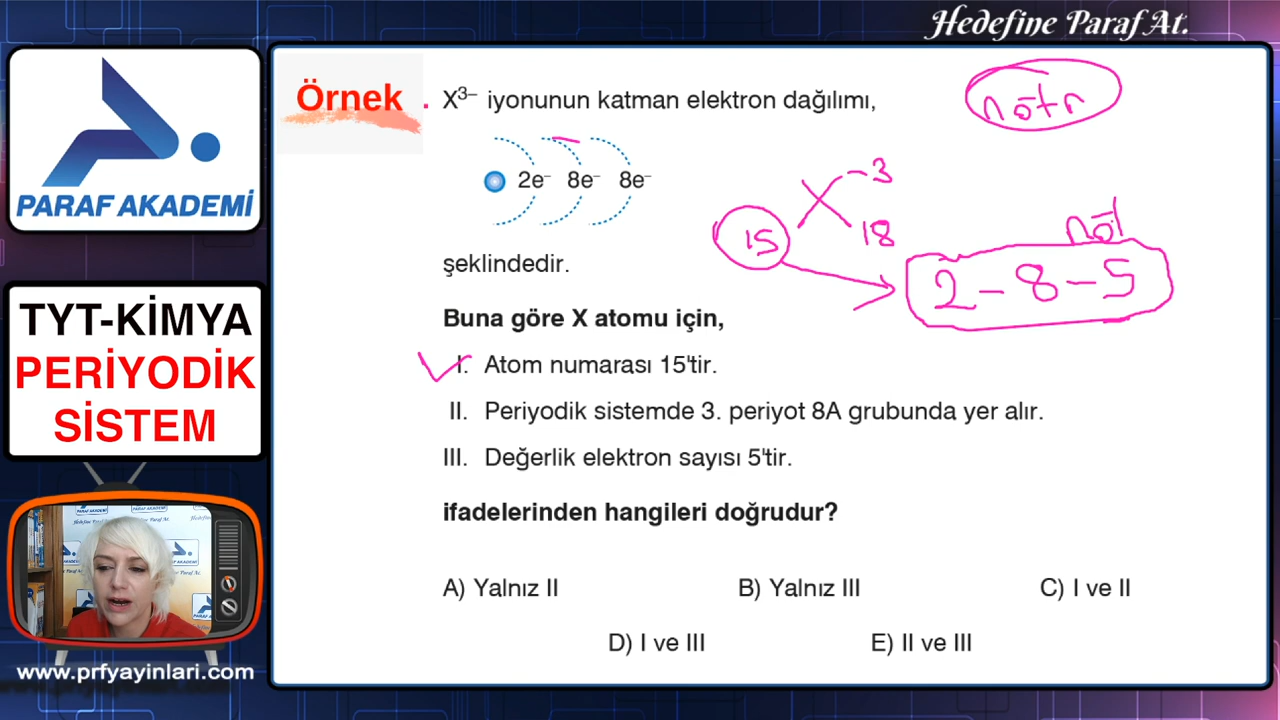 Hedefine Paraf At.
PARAF AKADEMİ
TYT-KİMYA
PERİYODİK
SİSTEM
www.prfyayinlari.com
Örnek . X3– iyonunun katman elektron dağılımı,
nötr
2e– 8e– 8e–
-3
15
18
nöt
2-8-5
şeklindedir.
Buna göre X atomu için,
I. Atom numarası 15'tir.
II. Periyodik sistemde 3. periyot 8A grubunda yer alır.
III. Değerlik elektron sayısı 5'tir.
ifadelerinden hangileri doğrudur?
A) Yalnız II B) Yalnız III C) I ve II
D) I ve III E) II ve III